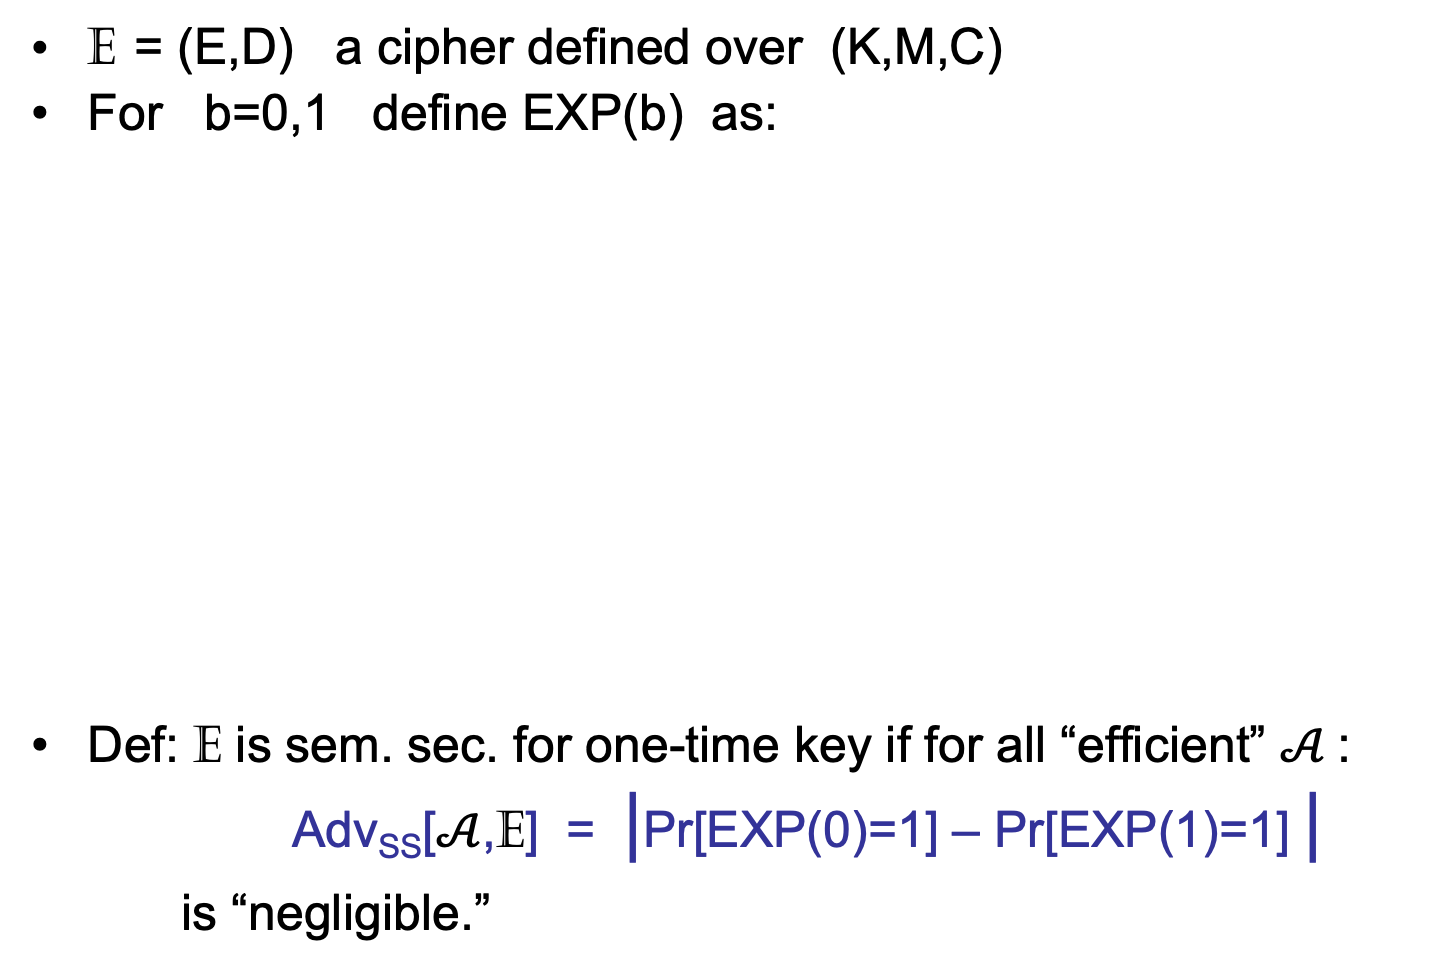 • 𝔼 = (E,D) a cipher defined over (K,M,C)
• For b=0,1 define EXP(b) as:
• Def: 𝔼 is sem. sec. for one-time key if for all “efficient” 𝓐 :
Adv_SS[𝓐,𝔼] = |Pr[EXP(0)=1] – Pr[EXP(1)=1] |
is “negligible.”